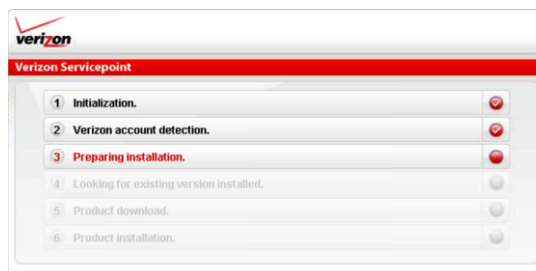 verizon
Verizon Servicepoint
1 Initialization.
2 Verizon account detection.
3 Preparing installation.
4 Looking for existing version installed.
5 Product download.
6 Product installation.